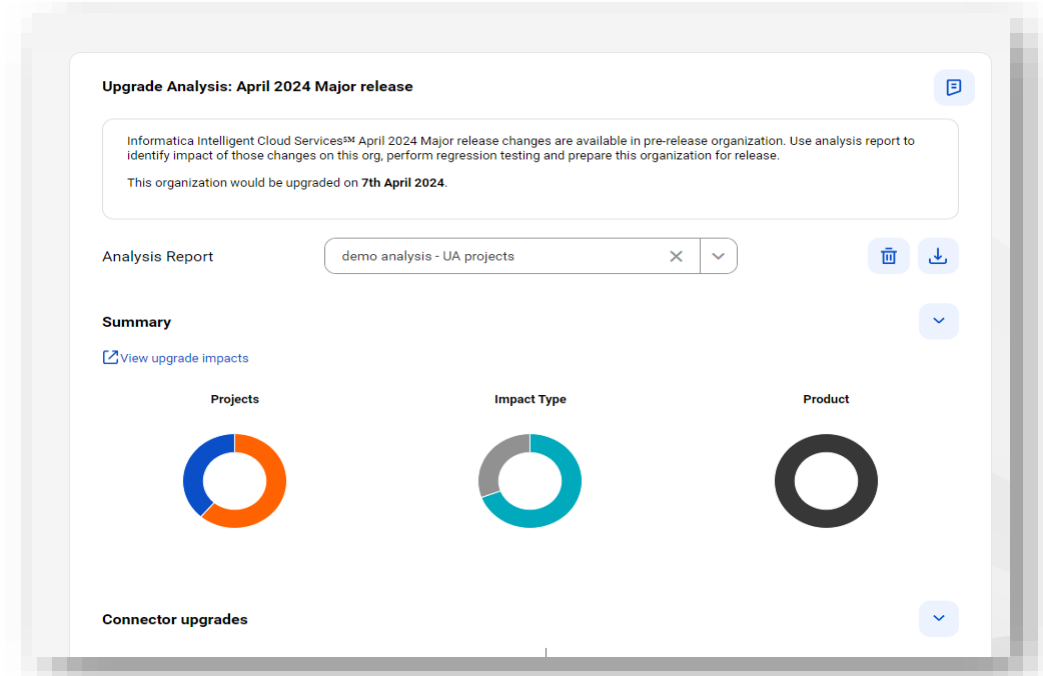 Upgrade Analysis: April 2024 Major release
Informatica Intelligent Cloud Services℠ April 2024 Major release changes are available in pre-release organization. Use analysis report to
identify impact of those changes on this org, perform regression testing and prepare this organization for release.
This organization would be upgraded on 7th April 2024.
Analysis Report
demo analysis - UA projects
Summary
View upgrade impacts
Projects
Impact Type
Product
Connector upgrades